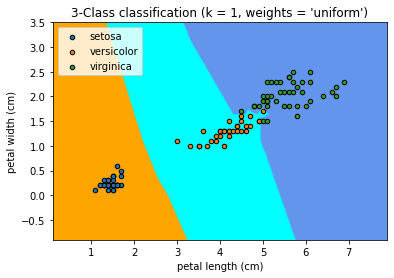 3-Class classification (k = 1, weights = 'uniform')
setosa
versicolor
virginica
3.5
3.0
2.5
2.0
1.5
1.0
0.5
0.0
−0.5
petal width (cm)
1 2 3 4 5 6 7
petal length (cm)